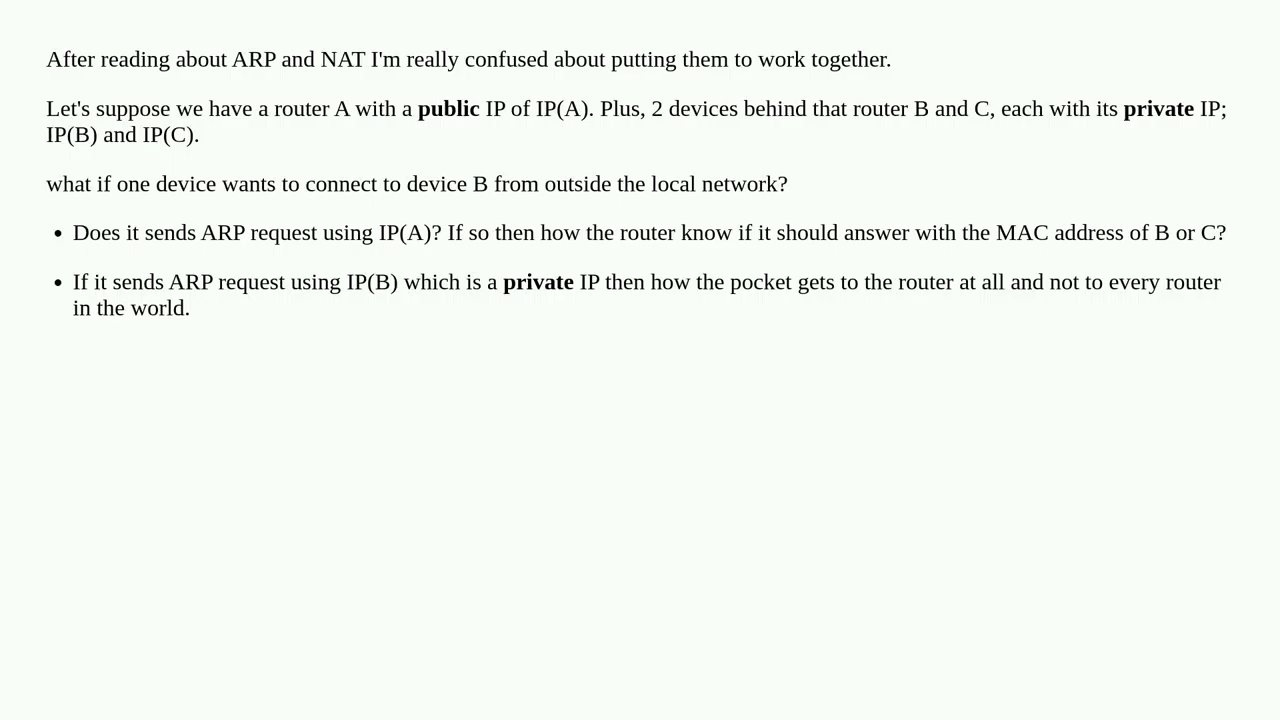 After reading about ARP and NAT I'm really confused about putting them to work together.
Let's suppose we have a router A with a public IP of IP(A). Plus, 2 devices behind that router B and C, each with its private IP;
IP(B) and IP(C).
what if one device wants to connect to device B from outside the local network?
• Does it sends ARP request using IP(A)? If so then how the router know if it should answer with the MAC address of B or C?
• If it sends ARP request using IP(B) which is a private IP then how the pocket gets to the router at all and not to every router
in the world.